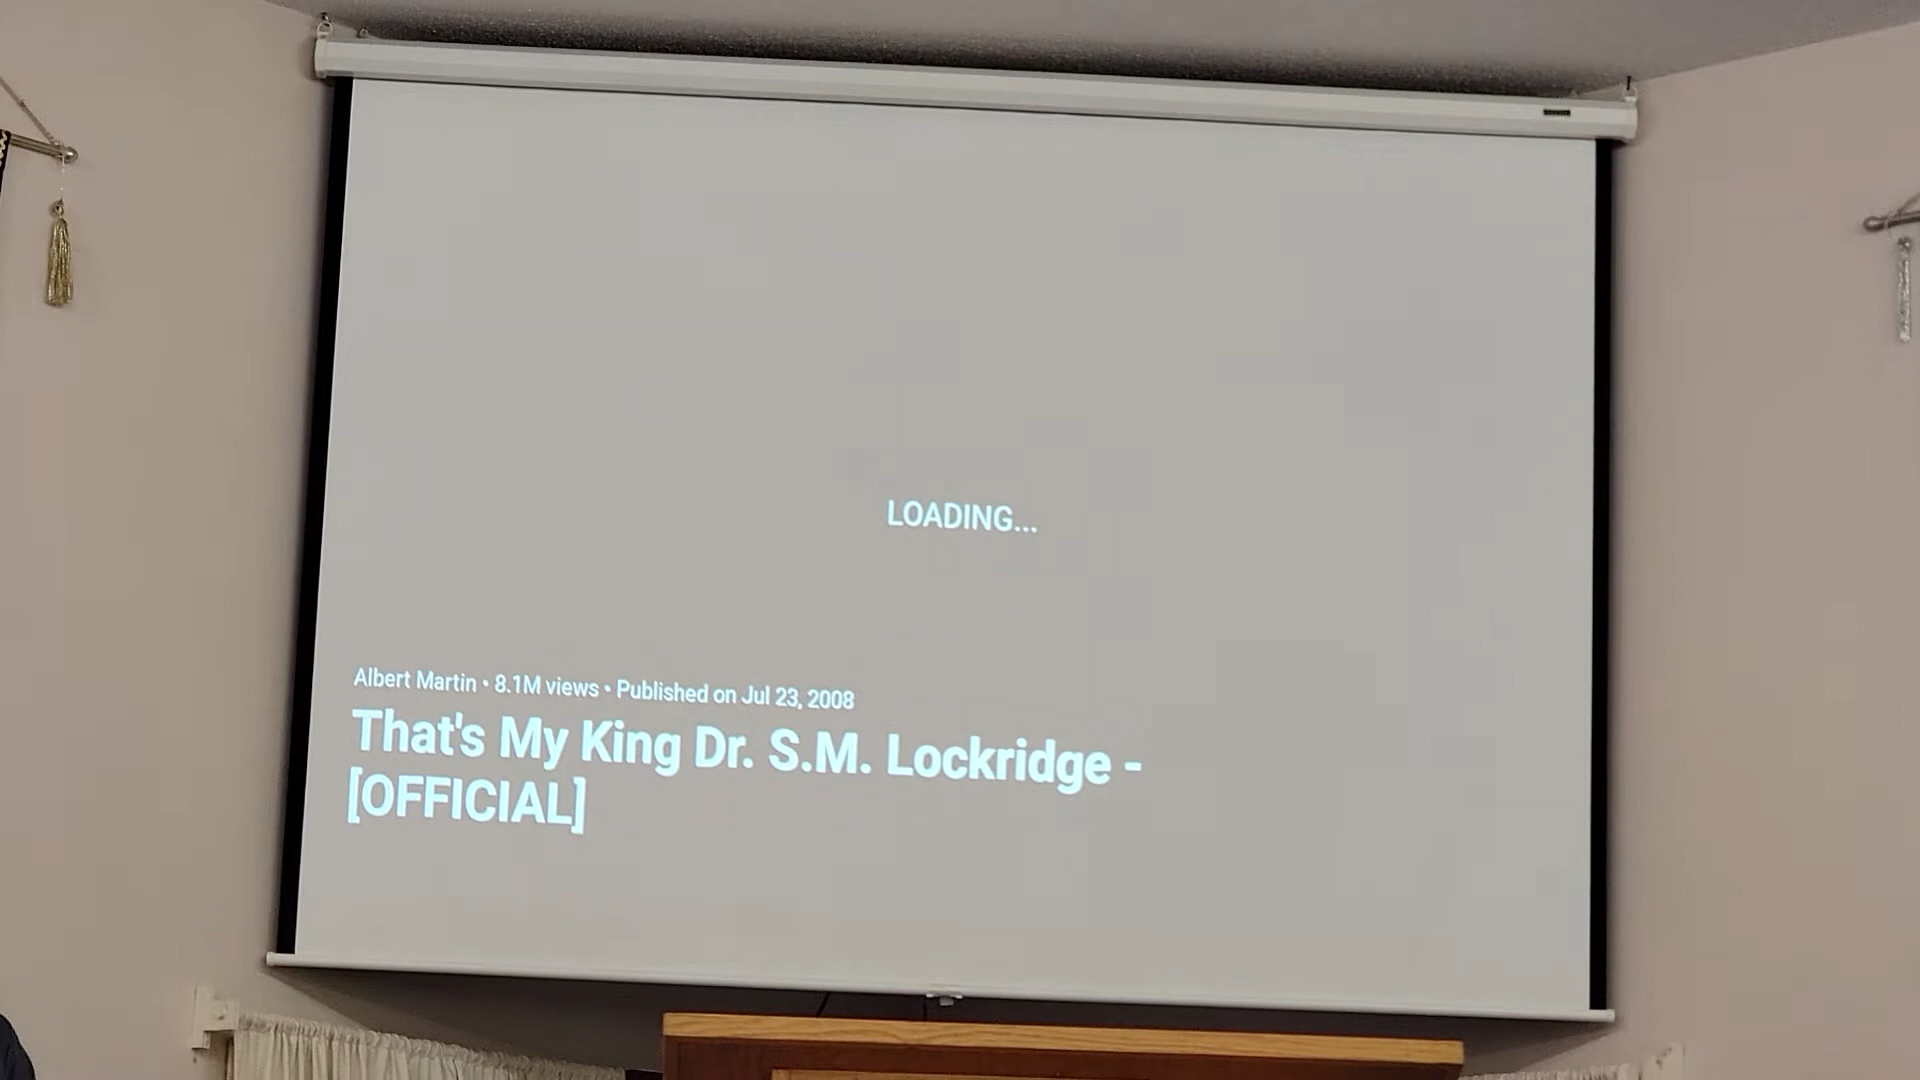 LOADING...
Albert Martin • 8.1M views • Published on Jul 23, 2008
That's My King Dr. S.M. Lockridge -
[OFFICIAL]